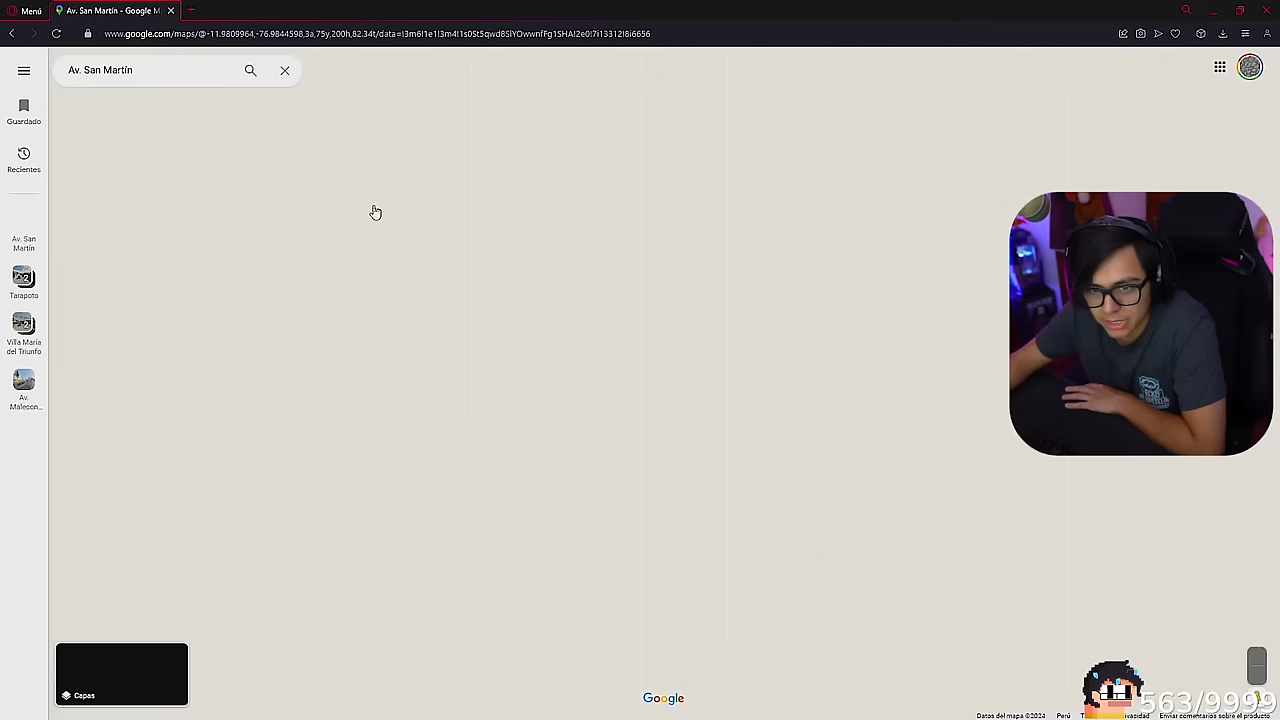 Menú
Av. San Martín - Google M
www.google.com/maps/@-11.9809964,-76.9844598,3a,75y,200h,82.34t/data=!3m6!1e1!3m4!1s0St5qwd8SlYOwwnfFg1SHA!2e0!7i13312!8i6656
Av. San Martín
Guardado
Recientes
Av. San
Martín
2
Tarapoto
2
Villa María
del Triunfo
Av.
Malecon...
Capas
Google
563/9999
Datos del mapa ©2024
Perú
Enviar comentarios sobre el producto